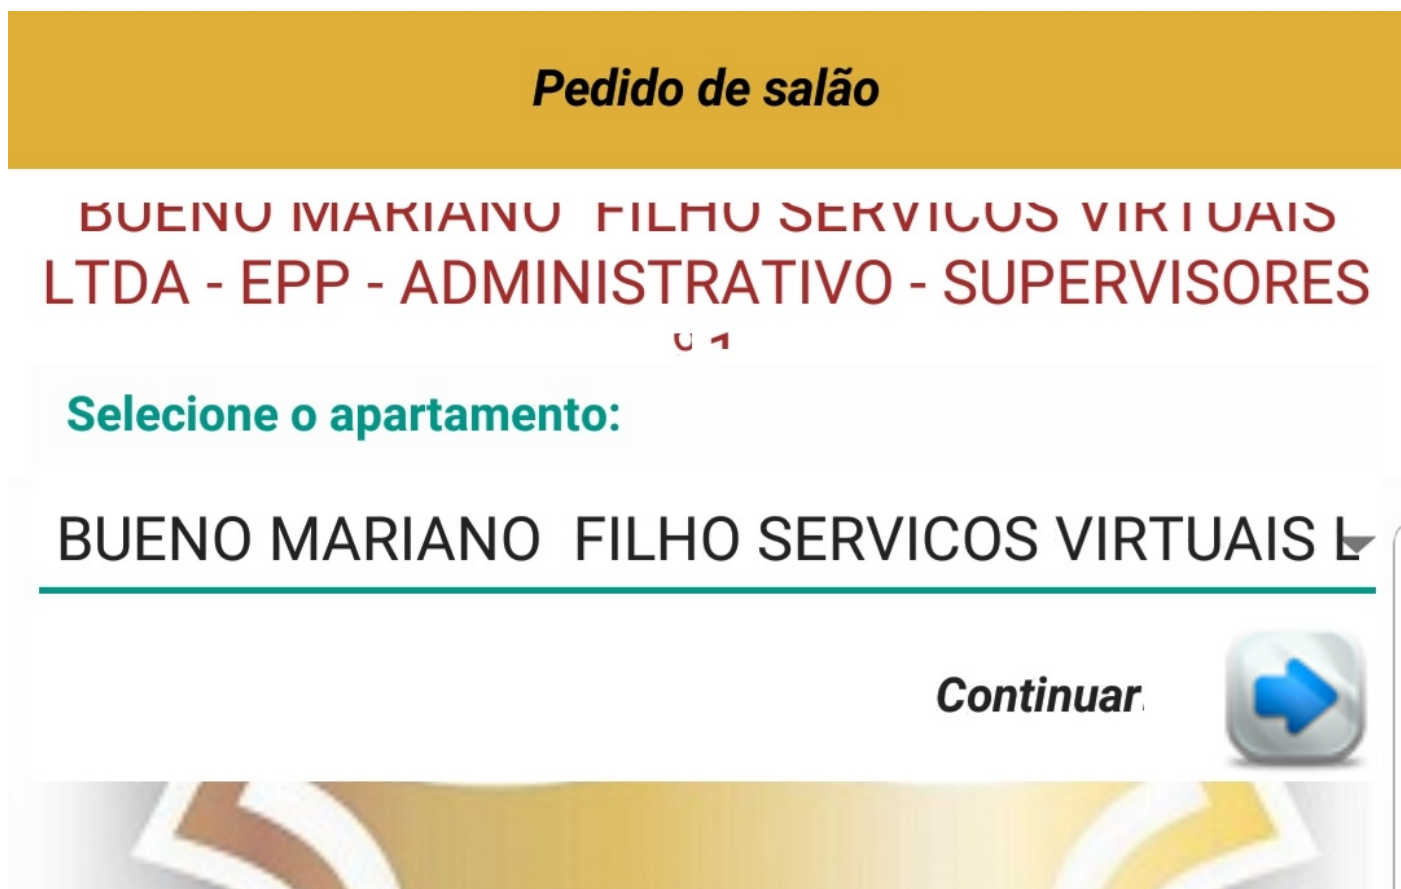 Pedido de salão
BUENO MARIANO  FILHO SERVICOS VIRTUAIS
LTDA - EPP - ADMINISTRATIVO - SUPERVISORES
Selecione o apartamento:
BUENO MARIANO  FILHO SERVICOS VIRTUAIS L
Continuar